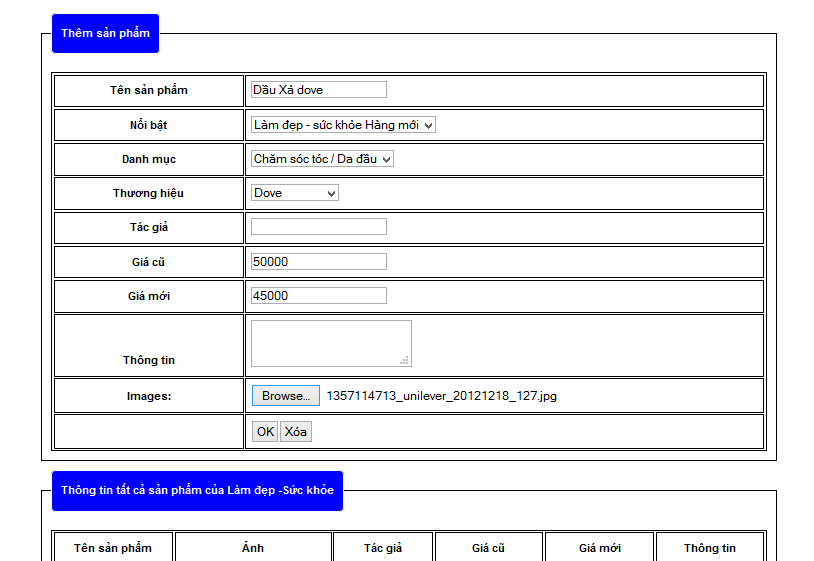 Thêm sản phẩm
Tên sản phẩm Dầu Xả dove
Nổi bật Làm đẹp - sức khỏe Hàng mới
Danh mục Chăm sóc tóc / Da đầu
Thương hiệu Dove
Tác giả
Giá cũ 50000
Giá mới 45000
Thông tin
Images: Browse... 1357114713_unilever_20121218_127.jpg
OK Xóa
Thông tin tất cả sản phẩm của Làm đẹp -Sức khỏe
Tên sản phẩm Ảnh Tác giả Giá cũ Giá mới Thông tin